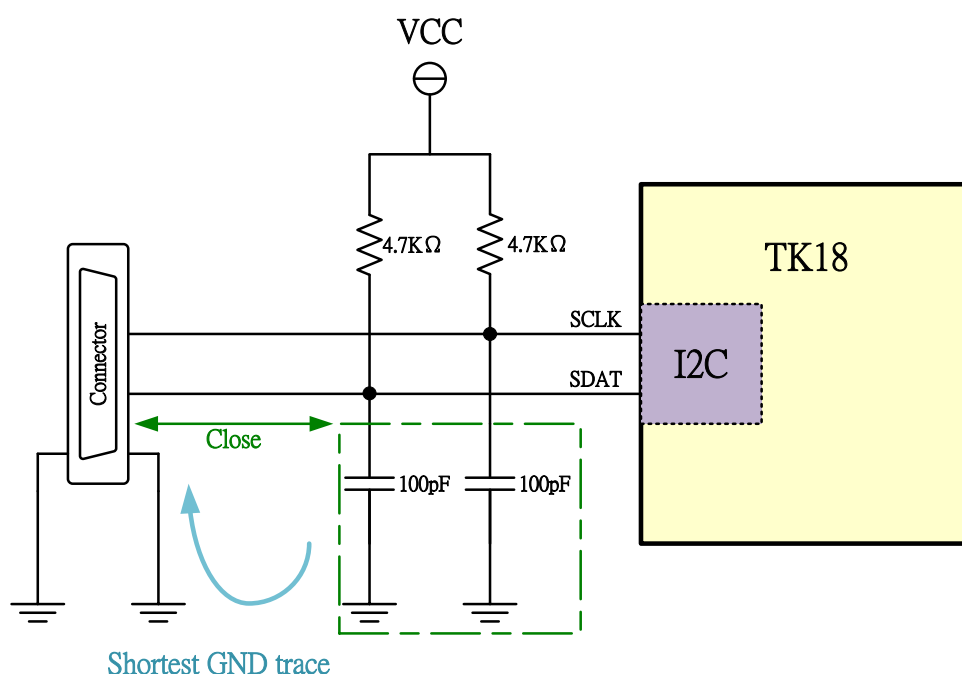 VCC
4.7KΩ
4.7KΩ
TK18
SCLK
Connector
I2C
SDAT
Close
100pF
100pF
Shortest GND trace